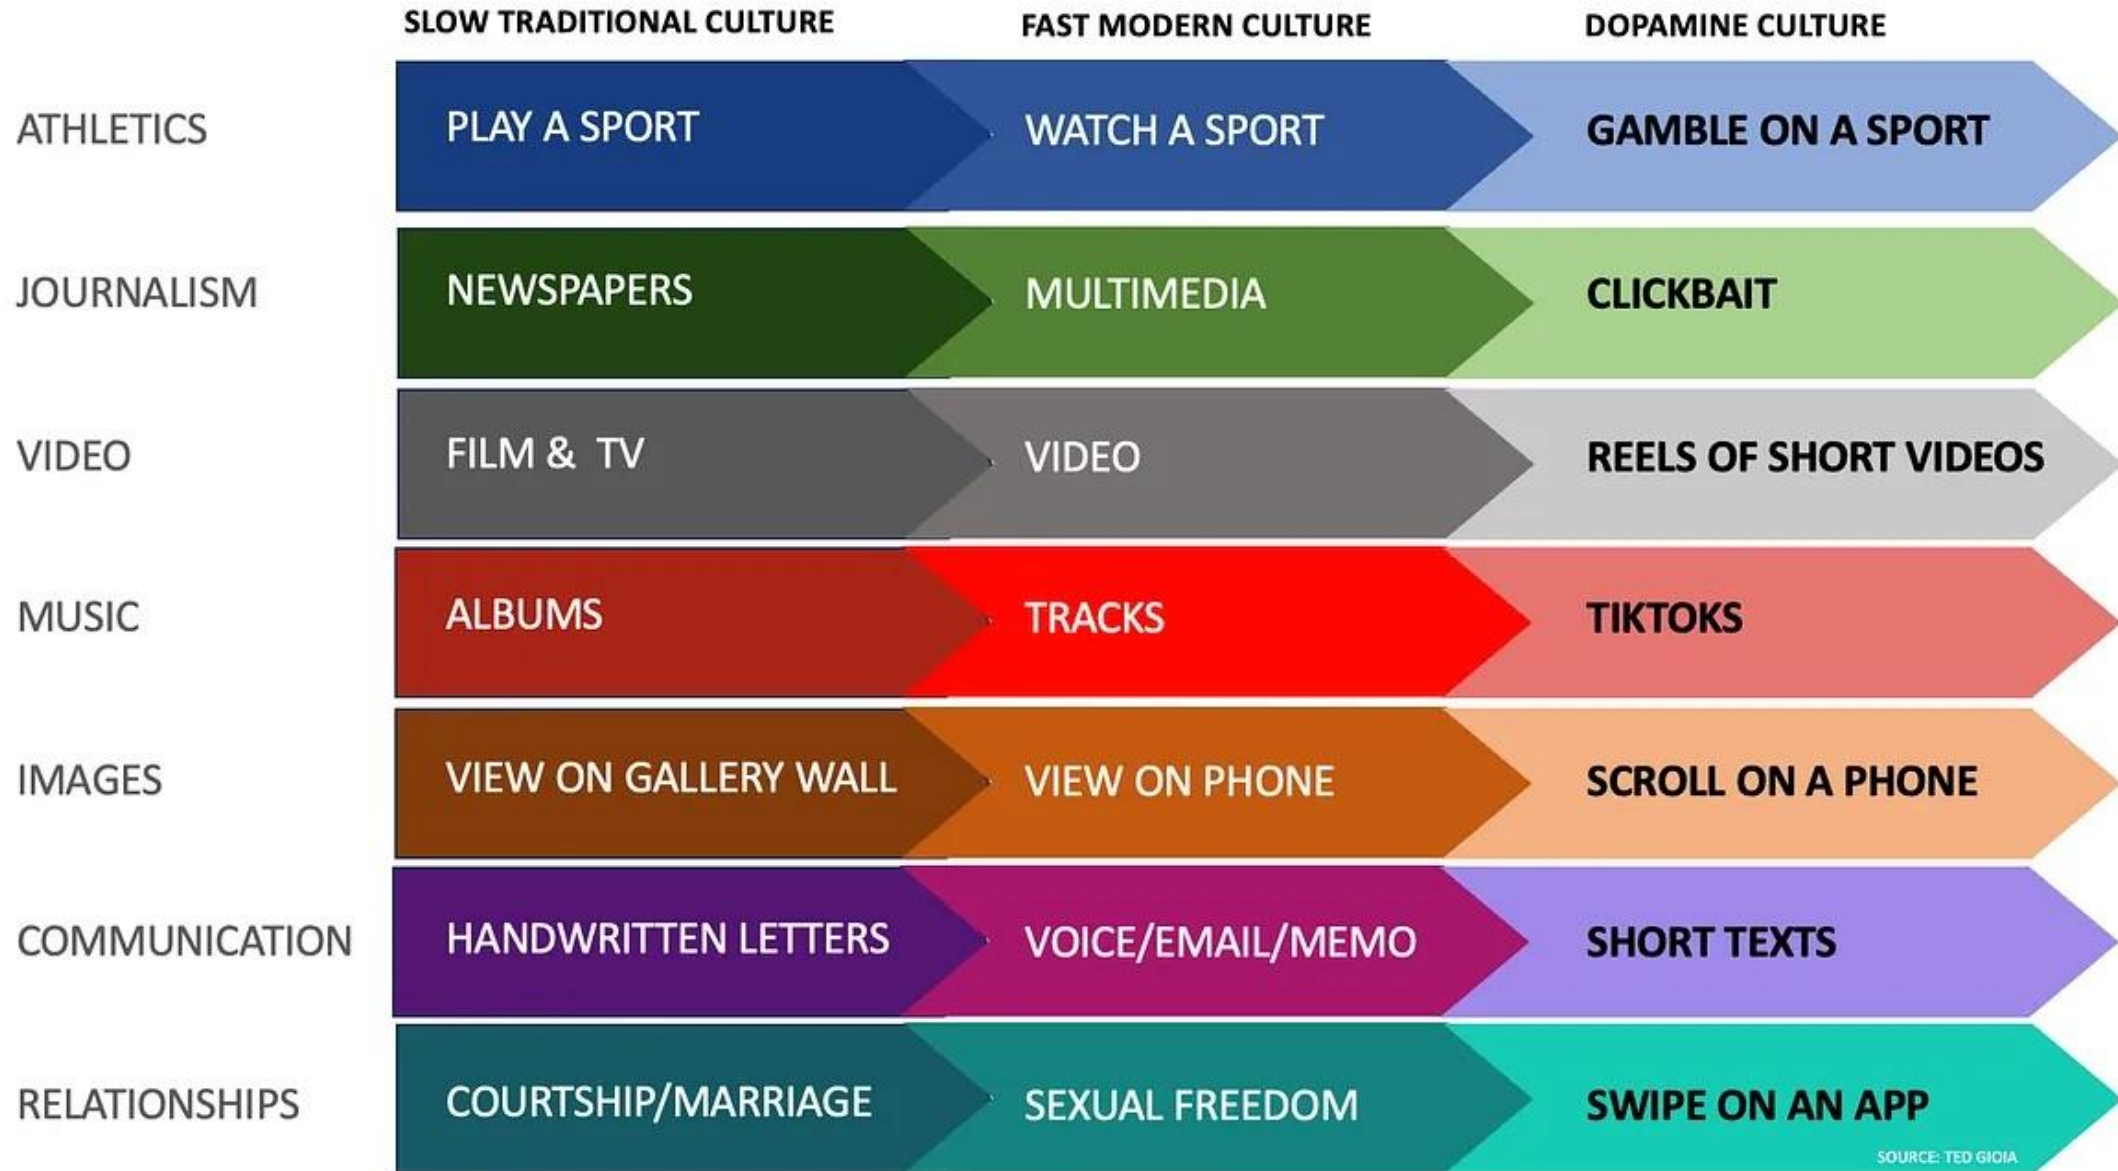 SLOW TRADITIONAL CULTURE
FAST MODERN CULTURE
DOPAMINE CULTURE
ATHLETICS
PLAY A SPORT
WATCH A SPORT
GAMBLE ON A SPORT
JOURNALISM
NEWSPAPERS
MULTIMEDIA
CLICKBAIT
VIDEO
FILM & TV
VIDEO
REELS OF SHORT VIDEOS
MUSIC
ALBUMS
TRACKS
TIKTOKS
IMAGES
VIEW ON GALLERY WALL
VIEW ON PHONE
SCROLL ON A PHONE
COMMUNICATION
HANDWRITTEN LETTERS
VOICE/EMAIL/MEMO
SHORT TEXTS
RELATIONSHIPS
COURTSHIP/MARRIAGE
SEXUAL FREEDOM
SWIPE ON AN APP
SOURCE: TED GIOIA